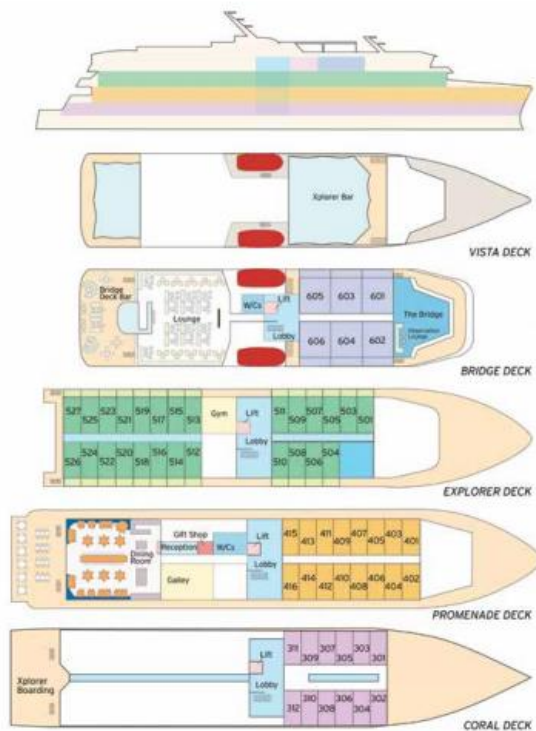 Xplorer Bar
VISTA DECK
Bridge
Deck Bar
Lounge
W/Cs
Lift
Lobby
605 603 601
606 604 602
The Bridge
Observation
Lounge
BRIDGE DECK
527 525 523 521 519 517 515 513
Gym
Lift
Lobby
511 509 507 505 503 501
526 524 522 520 518 516 514 512
510 508 506 504
EXPLORER DECK
Dining
Room
Gift Shop
Reception
W/Cs
Galley
Lift
Lobby
415 413 411 409 407 405 403 401
416 414 412 410 408 406 404 402
PROMENADE DECK
Xplorer
Boarding
Lift
Lobby
311 309 307 305 303 301
312 310 308 306 304 302
CORAL DECK